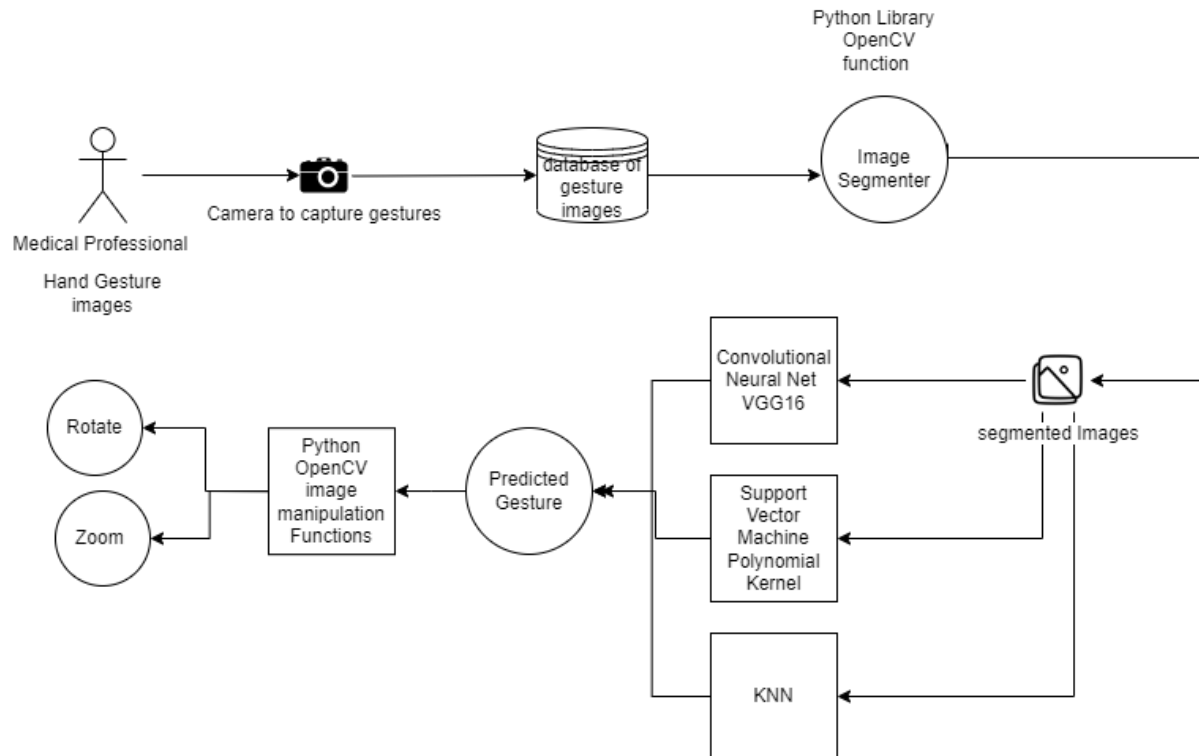 Python Library
OpenCV
function
Image
Segmenter
database of
gesture
images
Camera to capture gestures
Medical Professional
Hand Gesture
images
Convolutional
Neural Net
VGG16
segmented Images
Rotate
Python
OpenCV
image
manipulation
Functions
Predicted
Gesture
Support
Vector
Machine
Polynomial
Kernel
Zoom
KNN